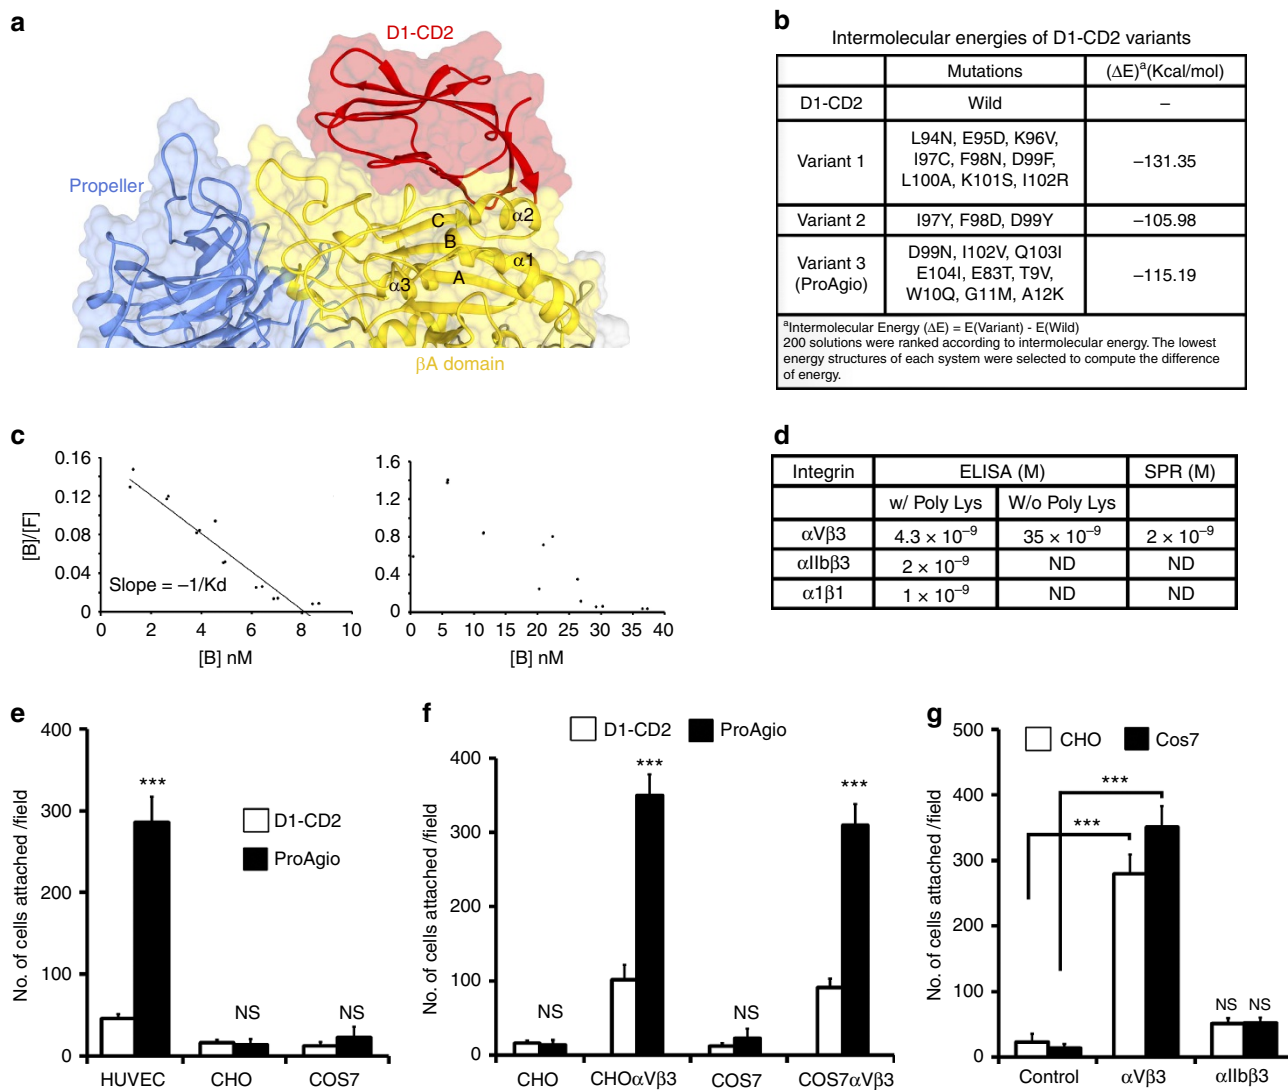 a
D1-CD2
Propeller
C
α2
B
α1
A
α3
βA domain
b
Intermolecular energies of D1-CD2 variants
Mutations (ΔE)ᵃ(Kcal/mol)
D1-CD2 Wild –
Variant 1 L94N, E95D, K96V, I97C, F98N, D99F, L100A, K101S, I102R –131.35
Variant 2 I97Y, F98D, D99Y –105.98
Variant 3 (ProAgio) D99N, I102V, Q103I E104I, E83T, T9V, W10Q, G11M, A12K –115.19
ᵃIntermolecular Energy (ΔE) = E(Variant) - E(Wild)
200 solutions were ranked according to intermolecular energy. The lowest
energy structures of each system were selected to compute the difference
of energy.
c
[B]/[F]
0.16
0.12
0.08
0.04
0
Slope = –1/Kd
0 2 4 6 8 10
[B] nM
1.6
1.2
0.8
0.4
0
0 5 10 15 20 25 30 35 40
[B] nM
d
Integrin ELISA (M) SPR (M)
w/ Poly Lys W/o Poly Lys
αVβ3 4.3 × 10⁻⁹ 35 × 10⁻⁹ 2 × 10⁻⁹
αIIbβ3 2 × 10⁻⁹ ND ND
α1β1 1 × 10⁻⁹ ND ND
e
No. of cells attached /field
400
300
200
100
0
***
D1-CD2
ProAgio
NS
NS
HUVEC CHO COS7
f
D1-CD2 ProAgio
No. of cells attached /field
400
300
200
100
0
***
***
NS
NS
CHO CHOαVβ3 COS7 COS7αVβ3
g
CHO Cos7
No. of cells attached /field
500
400
300
200
100
0
***
***
NS NS
Control αVβ3 αIIbβ3